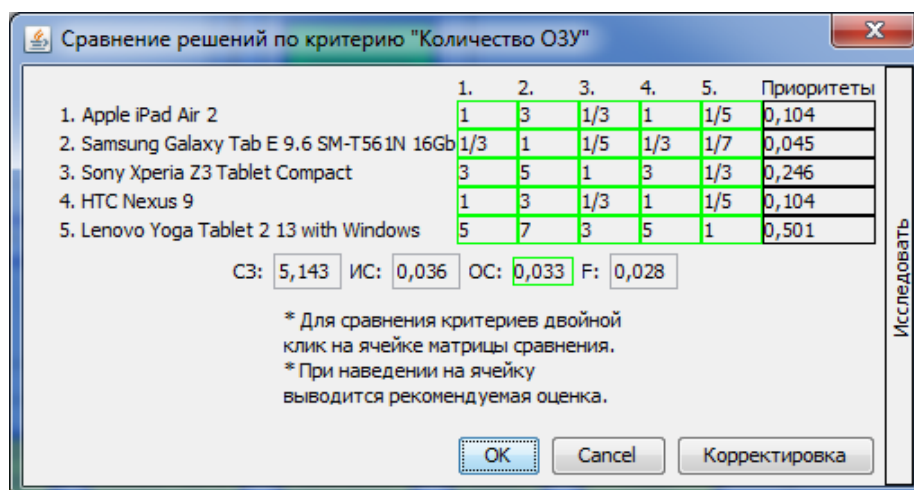 Сравнение решений по критерию "Количество ОЗУ"
1. 2. 3. 4. 5. Приоритеты
1. Apple iPad Air 2 1 3 1/3 1 1/5 0,104
2. Samsung Galaxy Tab E 9.6 SM-T561N 16Gb 1/3 1 1/5 1/3 1/7 0,045
3. Sony Xperia Z3 Tablet Compact 3 5 1 3 1/3 0,246
4. HTC Nexus 9 1 3 1/3 1 1/5 0,104
5. Lenovo Yoga Tablet 2 13 with Windows 5 7 3 5 1 0,501
СЗ: 5,143 ИС: 0,036 ОС: 0,033 F: 0,028
* Для сравнения критериев двойной
клик на ячейке матрицы сравнения.
* При наведении на ячейку
выводится рекомендуемая оценка.
OK Cancel Корректировка
Исследовать